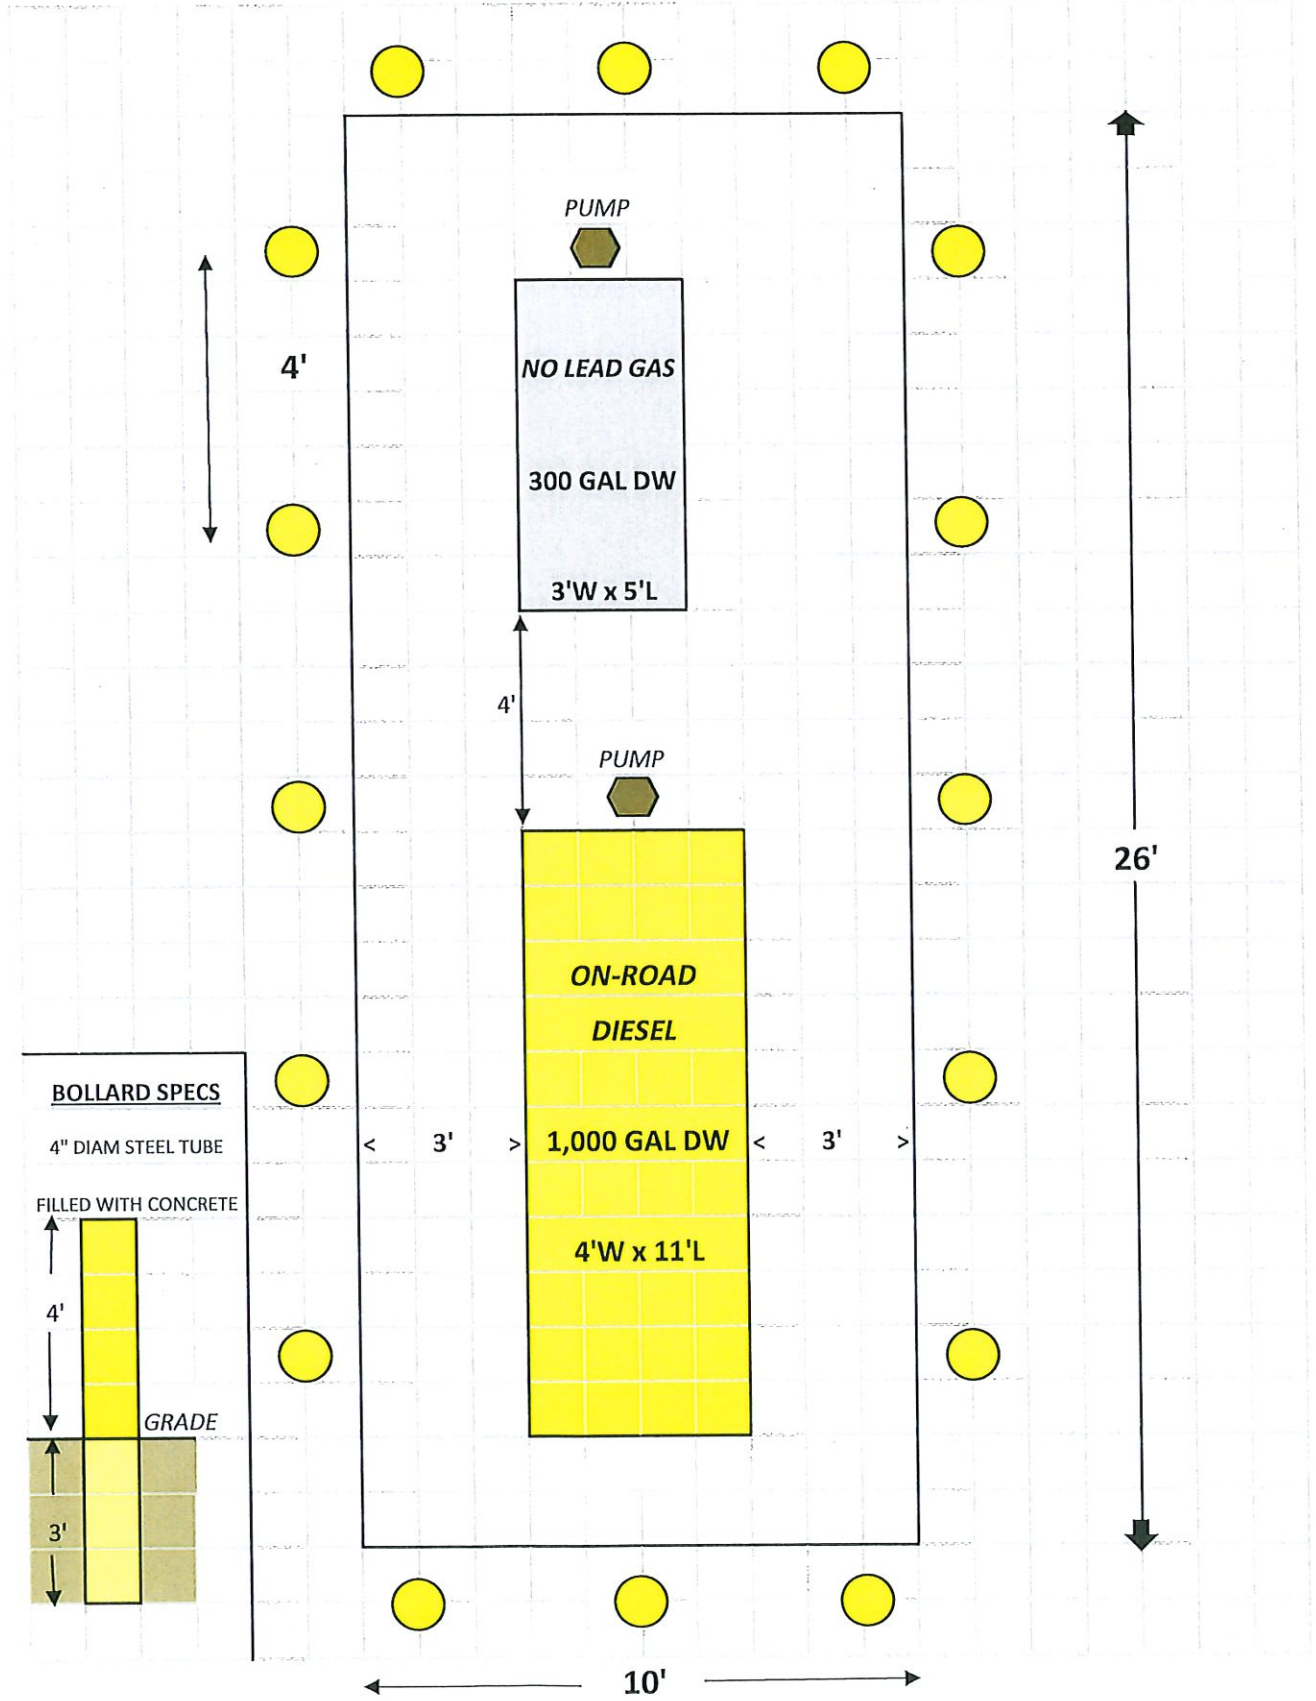 PUMP
NO LEAD GAS
4'
300 GAL DW
3'W x 5'L
4'
PUMP
26'
ON-ROAD
DIESEL
< 3' > 1,000 GAL DW < 3' >
4'W x 11'L
BOLLARD SPECS
4" DIAM STEEL TUBE
FILLED WITH CONCRETE
4'
GRADE
3'
10'